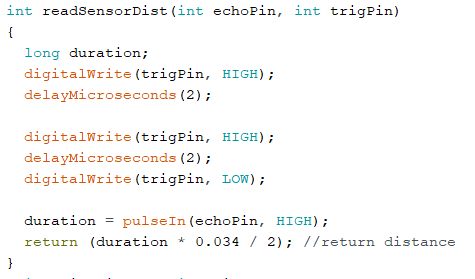 int readSensorDist(int echoPin, int trigPin)
{
  long duration;
  digitalWrite(trigPin, HIGH);
  delayMicroseconds(2);

  digitalWrite(trigPin, HIGH);
  delayMicroseconds(2);
  digitalWrite(trigPin, LOW);

  duration = pulseIn(echoPin, HIGH);
  return (duration * 0.034 / 2); //return distance
}